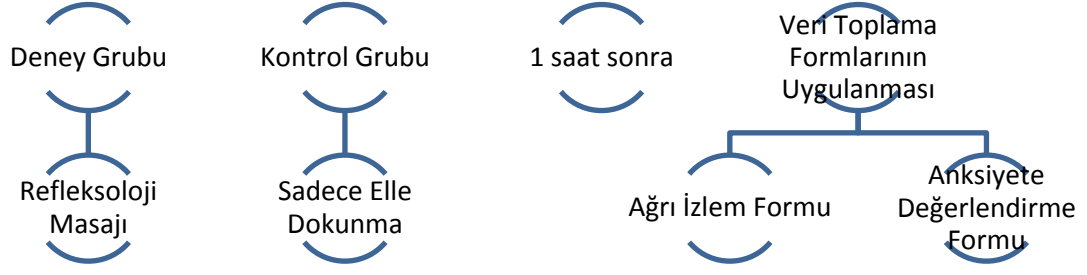 Deney Grubu
Refleksoloji
Masajı
Kontrol Grubu
Sadece Elle
Dokunma
1 saat sonra
Veri Toplama
Formlarının
Uygulanması
Ağrı İzlem Formu
Anksiyete
Değerlendirme
Formu